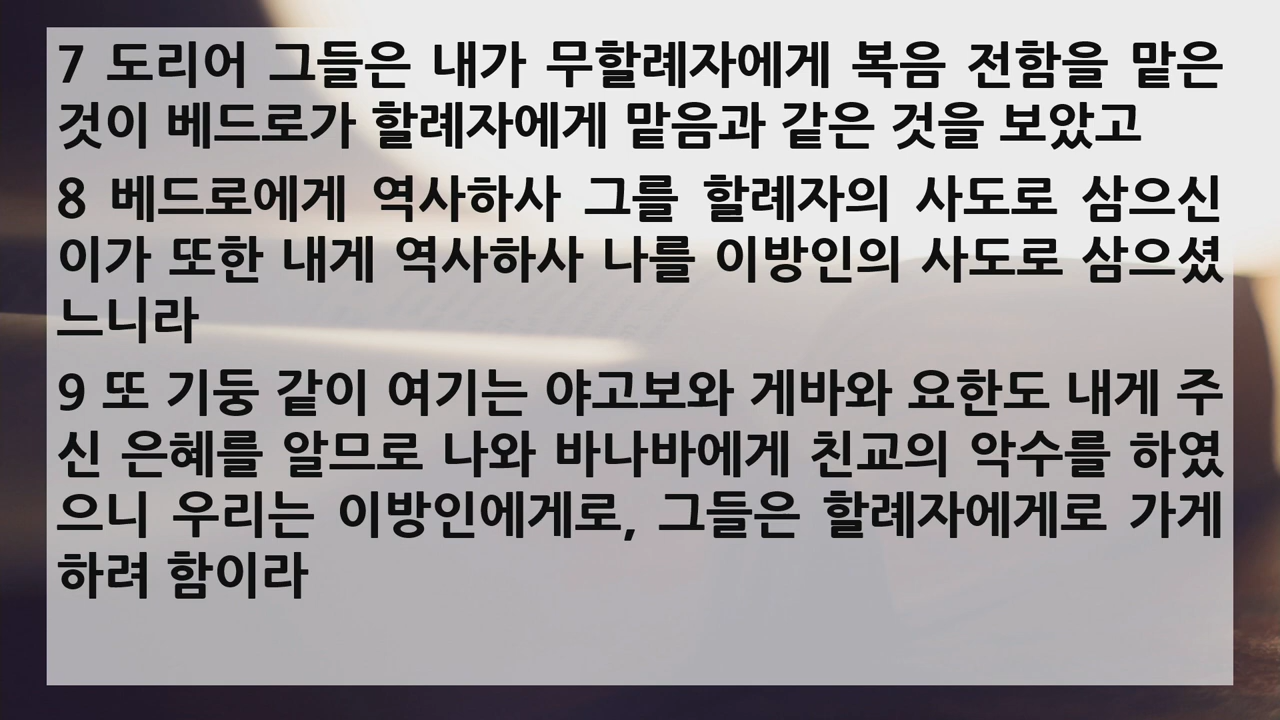 7 도리어 그들은 내가 무할례자에게 복음 전함을 맡은
것이 베드로가 할례자에게 맡음과 같은 것을 보았고
8 베드로에게 역사하사 그를 할례자의 사도로 삼으신
이가 또한 내게 역사하사 나를 이방인의 사도로 삼으셨
느니라
9 또 기둥 같이 여기는 야고보와 게바와 요한도 내게 주
신 은혜를 알므로 나와 바나바에게 친교의 악수를 하였
으니 우리는 이방인에게로, 그들은 할례자에게로 가게
하려 함이라